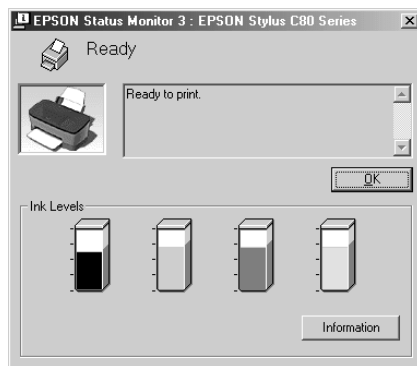 EPSON Status Monitor 3 : EPSON Stylus C80 Series
Ready
Ready to print.
OK
Ink Levels
Information